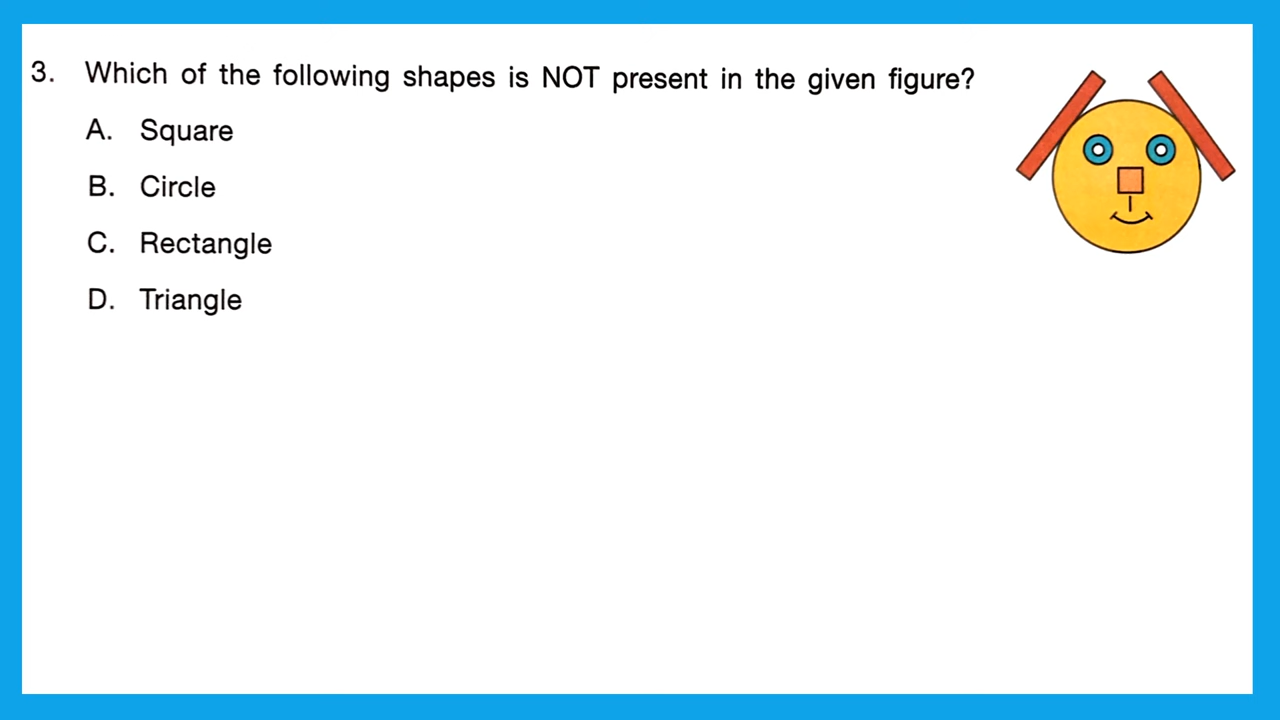 3. Which of the following shapes is NOT present in the given figure?
A. Square
B. Circle
C. Rectangle
D. Triangle